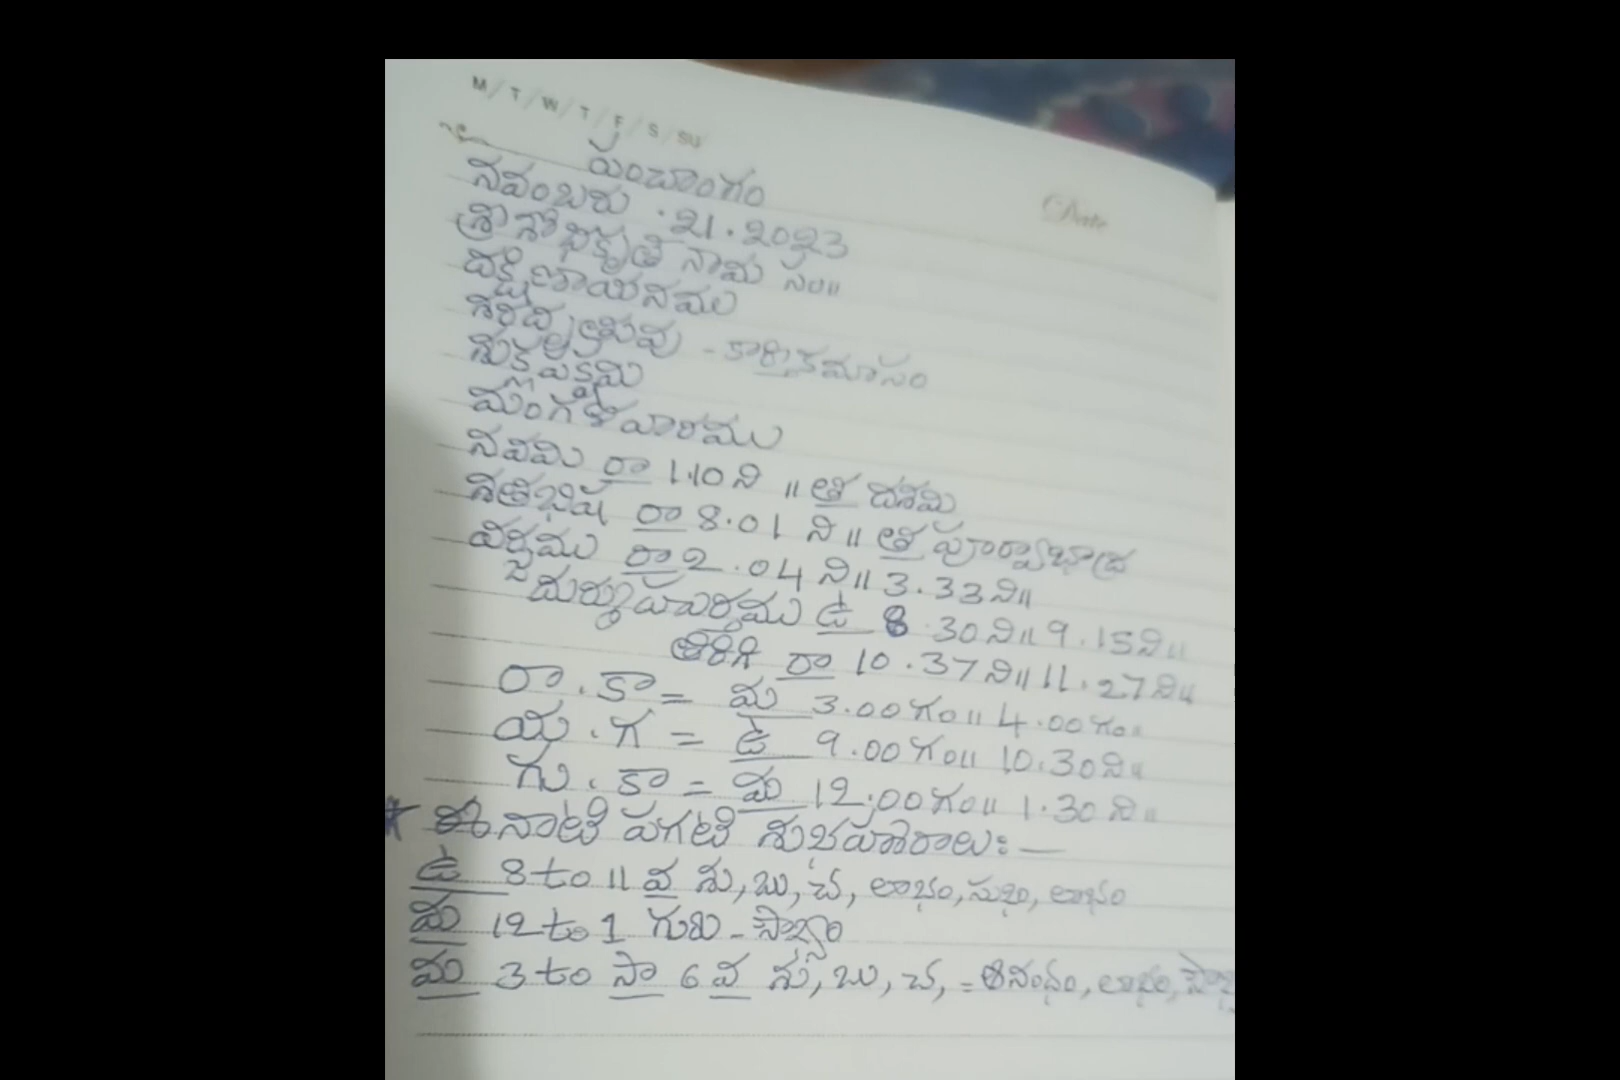 M / T / W / T / F / S / SU
Date
పంచాంగం
నవంబరు .21.2023
శ్రీ శోభకృత్ నామ సం॥
దక్షిణాయనము
శరదృతువు - కార్తీకమాసం
శుక్లపక్షమి
మంగళవారము
నవమి రా 1.10 ని ॥ త దశమి
శతభిష రా 8.01 ని॥ త పూర్వాభాద్ర
వర్జ్యము రా 2.04 ని॥ 3.33 ని॥
దుర్ముహూర్తము ఉ 8.30 ని॥ 9.15 ని॥
తిరిగి రా 10.37 ని॥ 11.27 ని॥
రా.కా = మ 3.00 గం॥ 4.00 గం॥
య.గ = ఉ 9.00 గం॥ 10.30 ని॥
గు.కా = మ 12.00 గం॥ 1.30 ని॥
* ఈనాటి పగటి శుభహోరాలు:—
ఉ 8 to 11 వ శు, బు, చ, లాభం, సుఖం, లాభం
మ 12 to 1 గురు - సౌఖ్యం
మ 3 to సా 6 వ శు, బు, చ, = ఆనందం, లాభం,